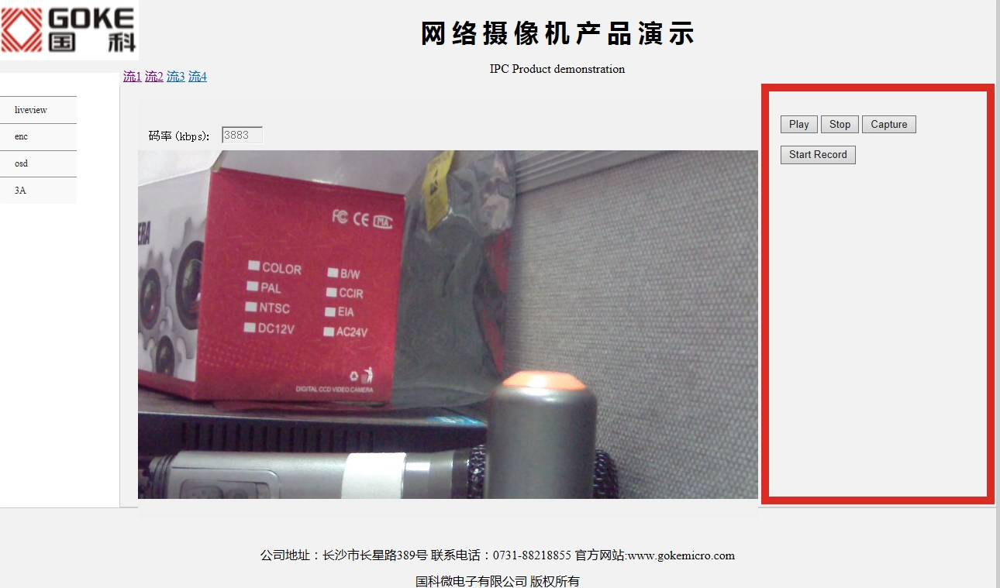 GOKE
国科
网络摄像机产品演示
IPC Product demonstration
流1 流2 流3 流4
liveview
enc
osd
3A
码率 (kbps): 3883
ERA
FC CE MA
COLOR
B/W
PAL
CCIR
NTSC
EIA
DC12V
AC24V
DIGITAL CCD VIDEO CAMERA
Play Stop Capture
Start Record
公司地址：长沙市长星路389号 联系电话：0731-88218855 官方网站:www.gokemicro.com
国科微电子有限公司 版权所有